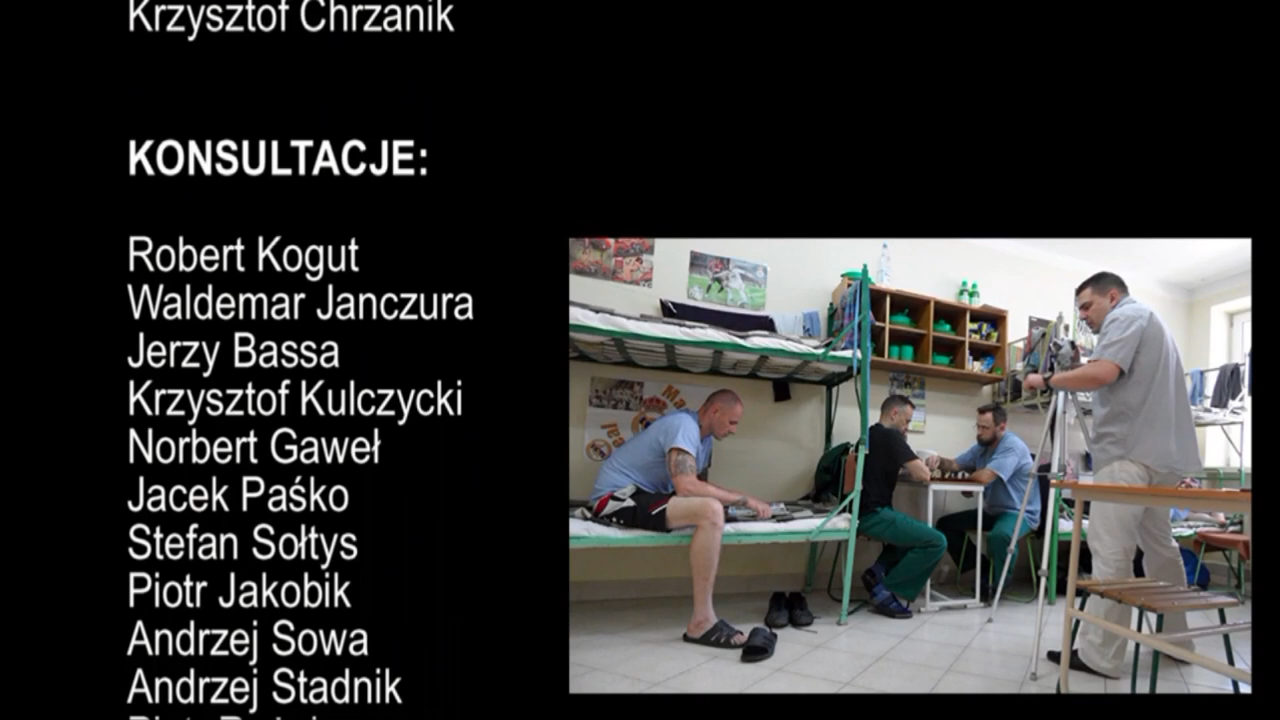 Krzysztof Chrzanik
KONSULTACJE:
Robert Kogut
Waldemar Janczura
Jerzy Bassa
Krzysztof Kulczycki
Norbert Gaweł
Jacek Paśko
Stefan Sołtys
Piotr Jakobik
Andrzej Sowa
Andrzej Stadnik